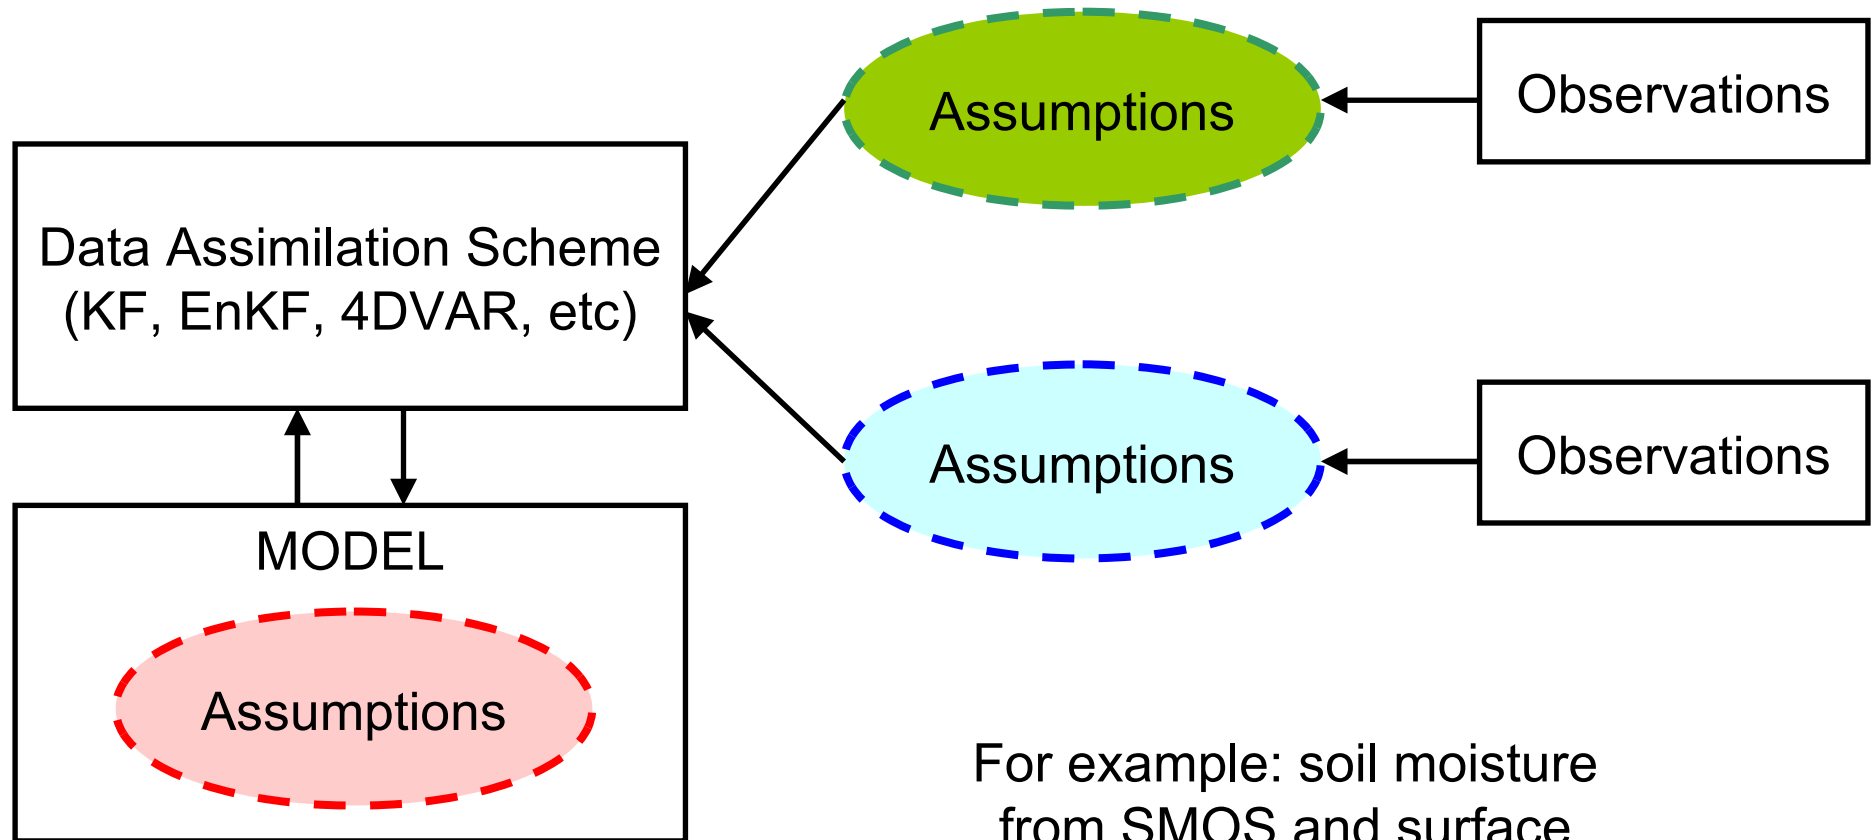 Assumptions
Observations
Data Assimilation Scheme
(KF, EnKF, 4DVAR, etc)
Assumptions
Observations
MODEL
Assumptions
For example: soil moisture
from SMOS and surface